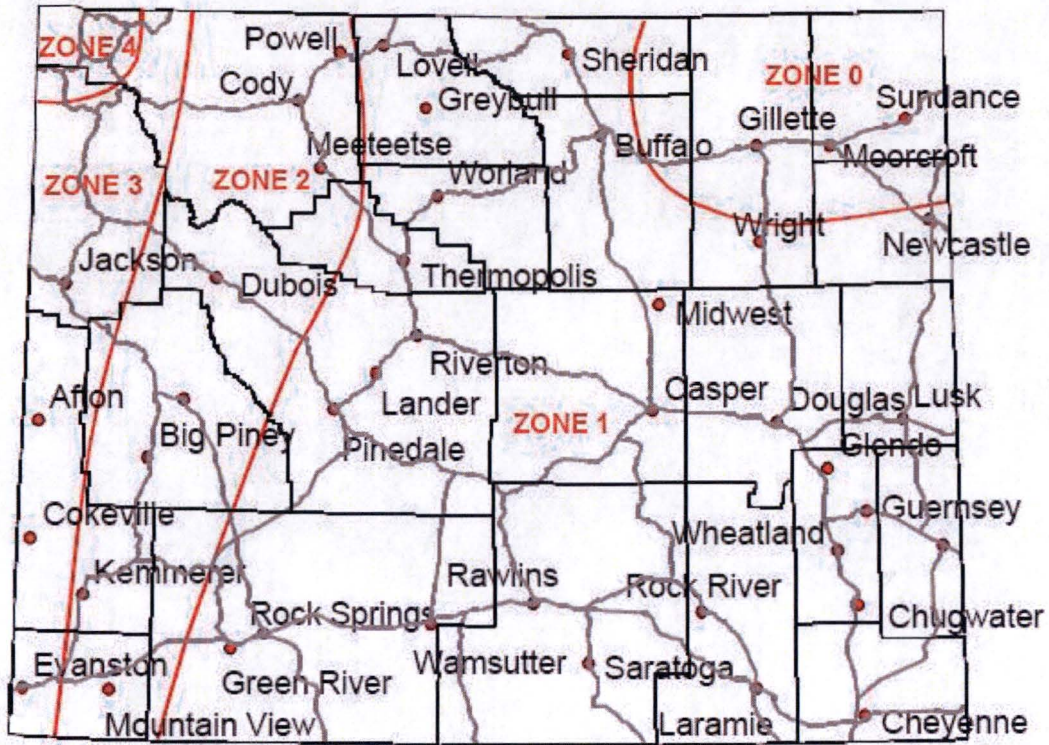 ZONE 4
Powell
Lovell
Sheridan
ZONE 0
Cody
Greybull
Sundance
Gillette
Meeteetse
Buffalo
Moorcroft
ZONE 3
ZONE 2
Worland
Wright
Newcastle
Jackson
Dubois
Thermopolis
Midwest
Riverton
Afton
Lander
Casper
Douglas
Lusk
Big Piney
Pinedale
ZONE 1
Glendo
Cokeville
Guernsey
Wheatland
Kemmerer
Rawlins
Rock River
Rock Springs
Chugwater
Evanston
Wamsutter
Saratoga
Green River
Mountain View
Laramie
Cheyenne